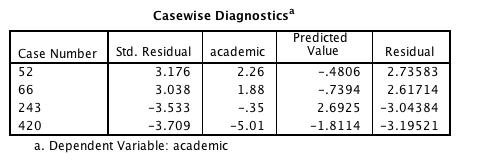 Casewise Diagnosticsa
Case Number Std. Residual academic Predicted Value Residual
52 3.176 2.26 -.4806 2.73583
66 3.038 1.88 -.7394 2.61714
243 -3.533 -.35 2.6925 -3.04384
420 -3.709 -5.01 -1.8114 -3.19521
a. Dependent Variable: academic